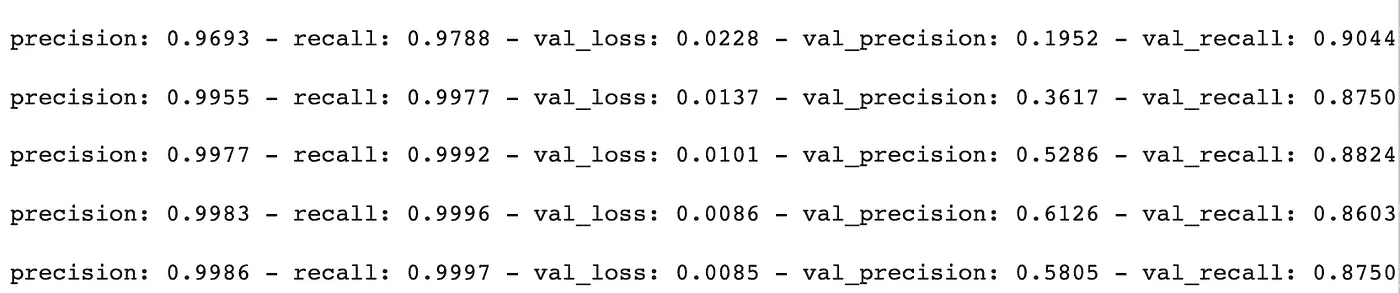 precision: 0.9693 - recall: 0.9788 - val_loss: 0.0228 - val_precision: 0.1952 - val_recall: 0.9044
precision: 0.9955 - recall: 0.9977 - val_loss: 0.0137 - val_precision: 0.3617 - val_recall: 0.8750
precision: 0.9977 - recall: 0.9992 - val_loss: 0.0101 - val_precision: 0.5286 - val_recall: 0.8824
precision: 0.9983 - recall: 0.9996 - val_loss: 0.0086 - val_precision: 0.6126 - val_recall: 0.8603
precision: 0.9986 - recall: 0.9997 - val_loss: 0.0085 - val_precision: 0.5805 - val_recall: 0.8750